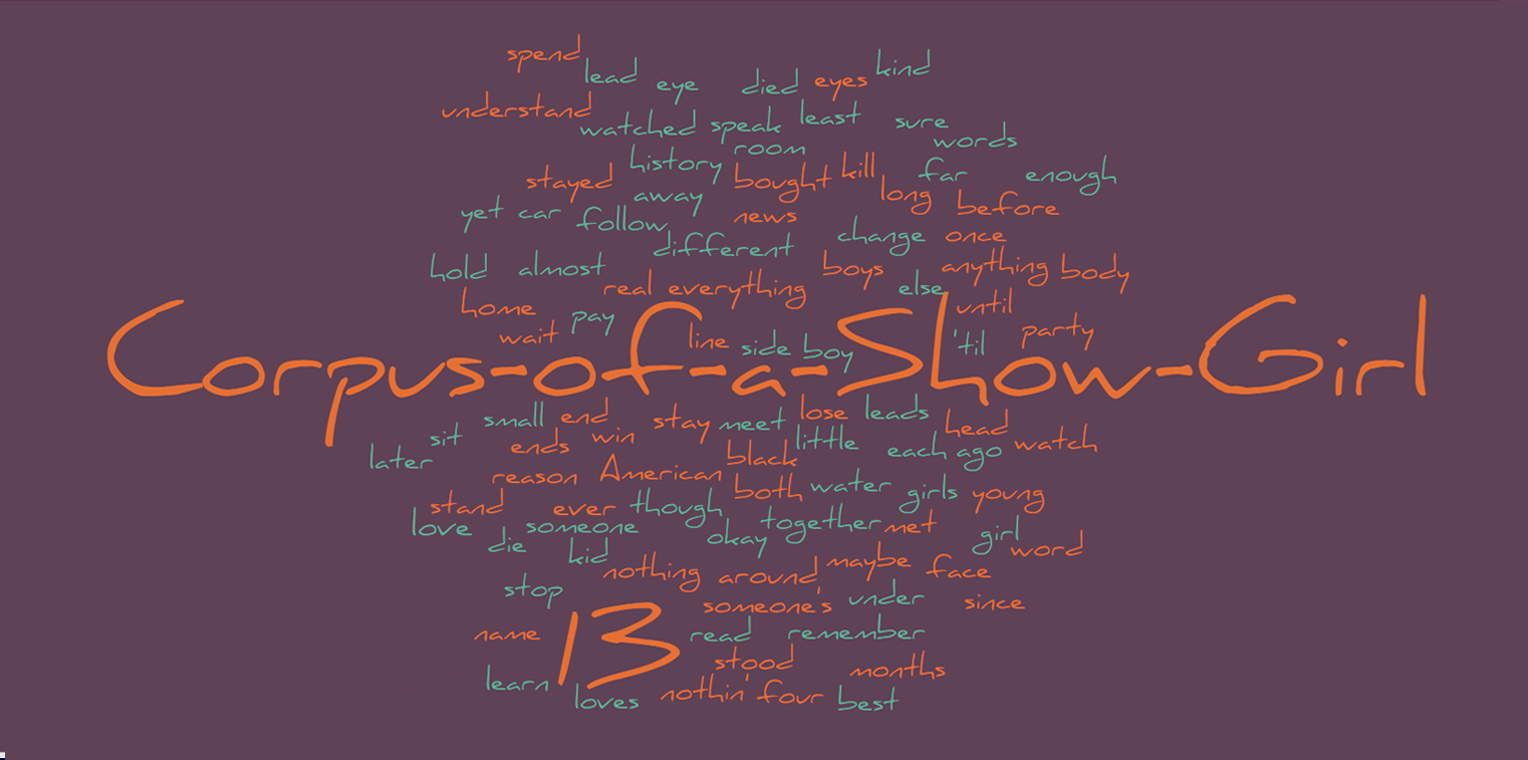 spend
lead eye died eyes kind
understand
watched speak least sure
words
history room
stayed bought kill far enough
away long before
yet car follow news
different change once
hold almost boys anything body
real everything else
home until
wait pay line side boy 'til party
Corpus-of-a-Show-Girl
small end stay meet lose leads head
later sit ends win little each ago watch
black
reason American both water girls young
stand ever though
love someone together met
die okay girl word
kid nothing around maybe face
stop someone's under since
name 13 read remember
stood months
learn loves nothin' four best